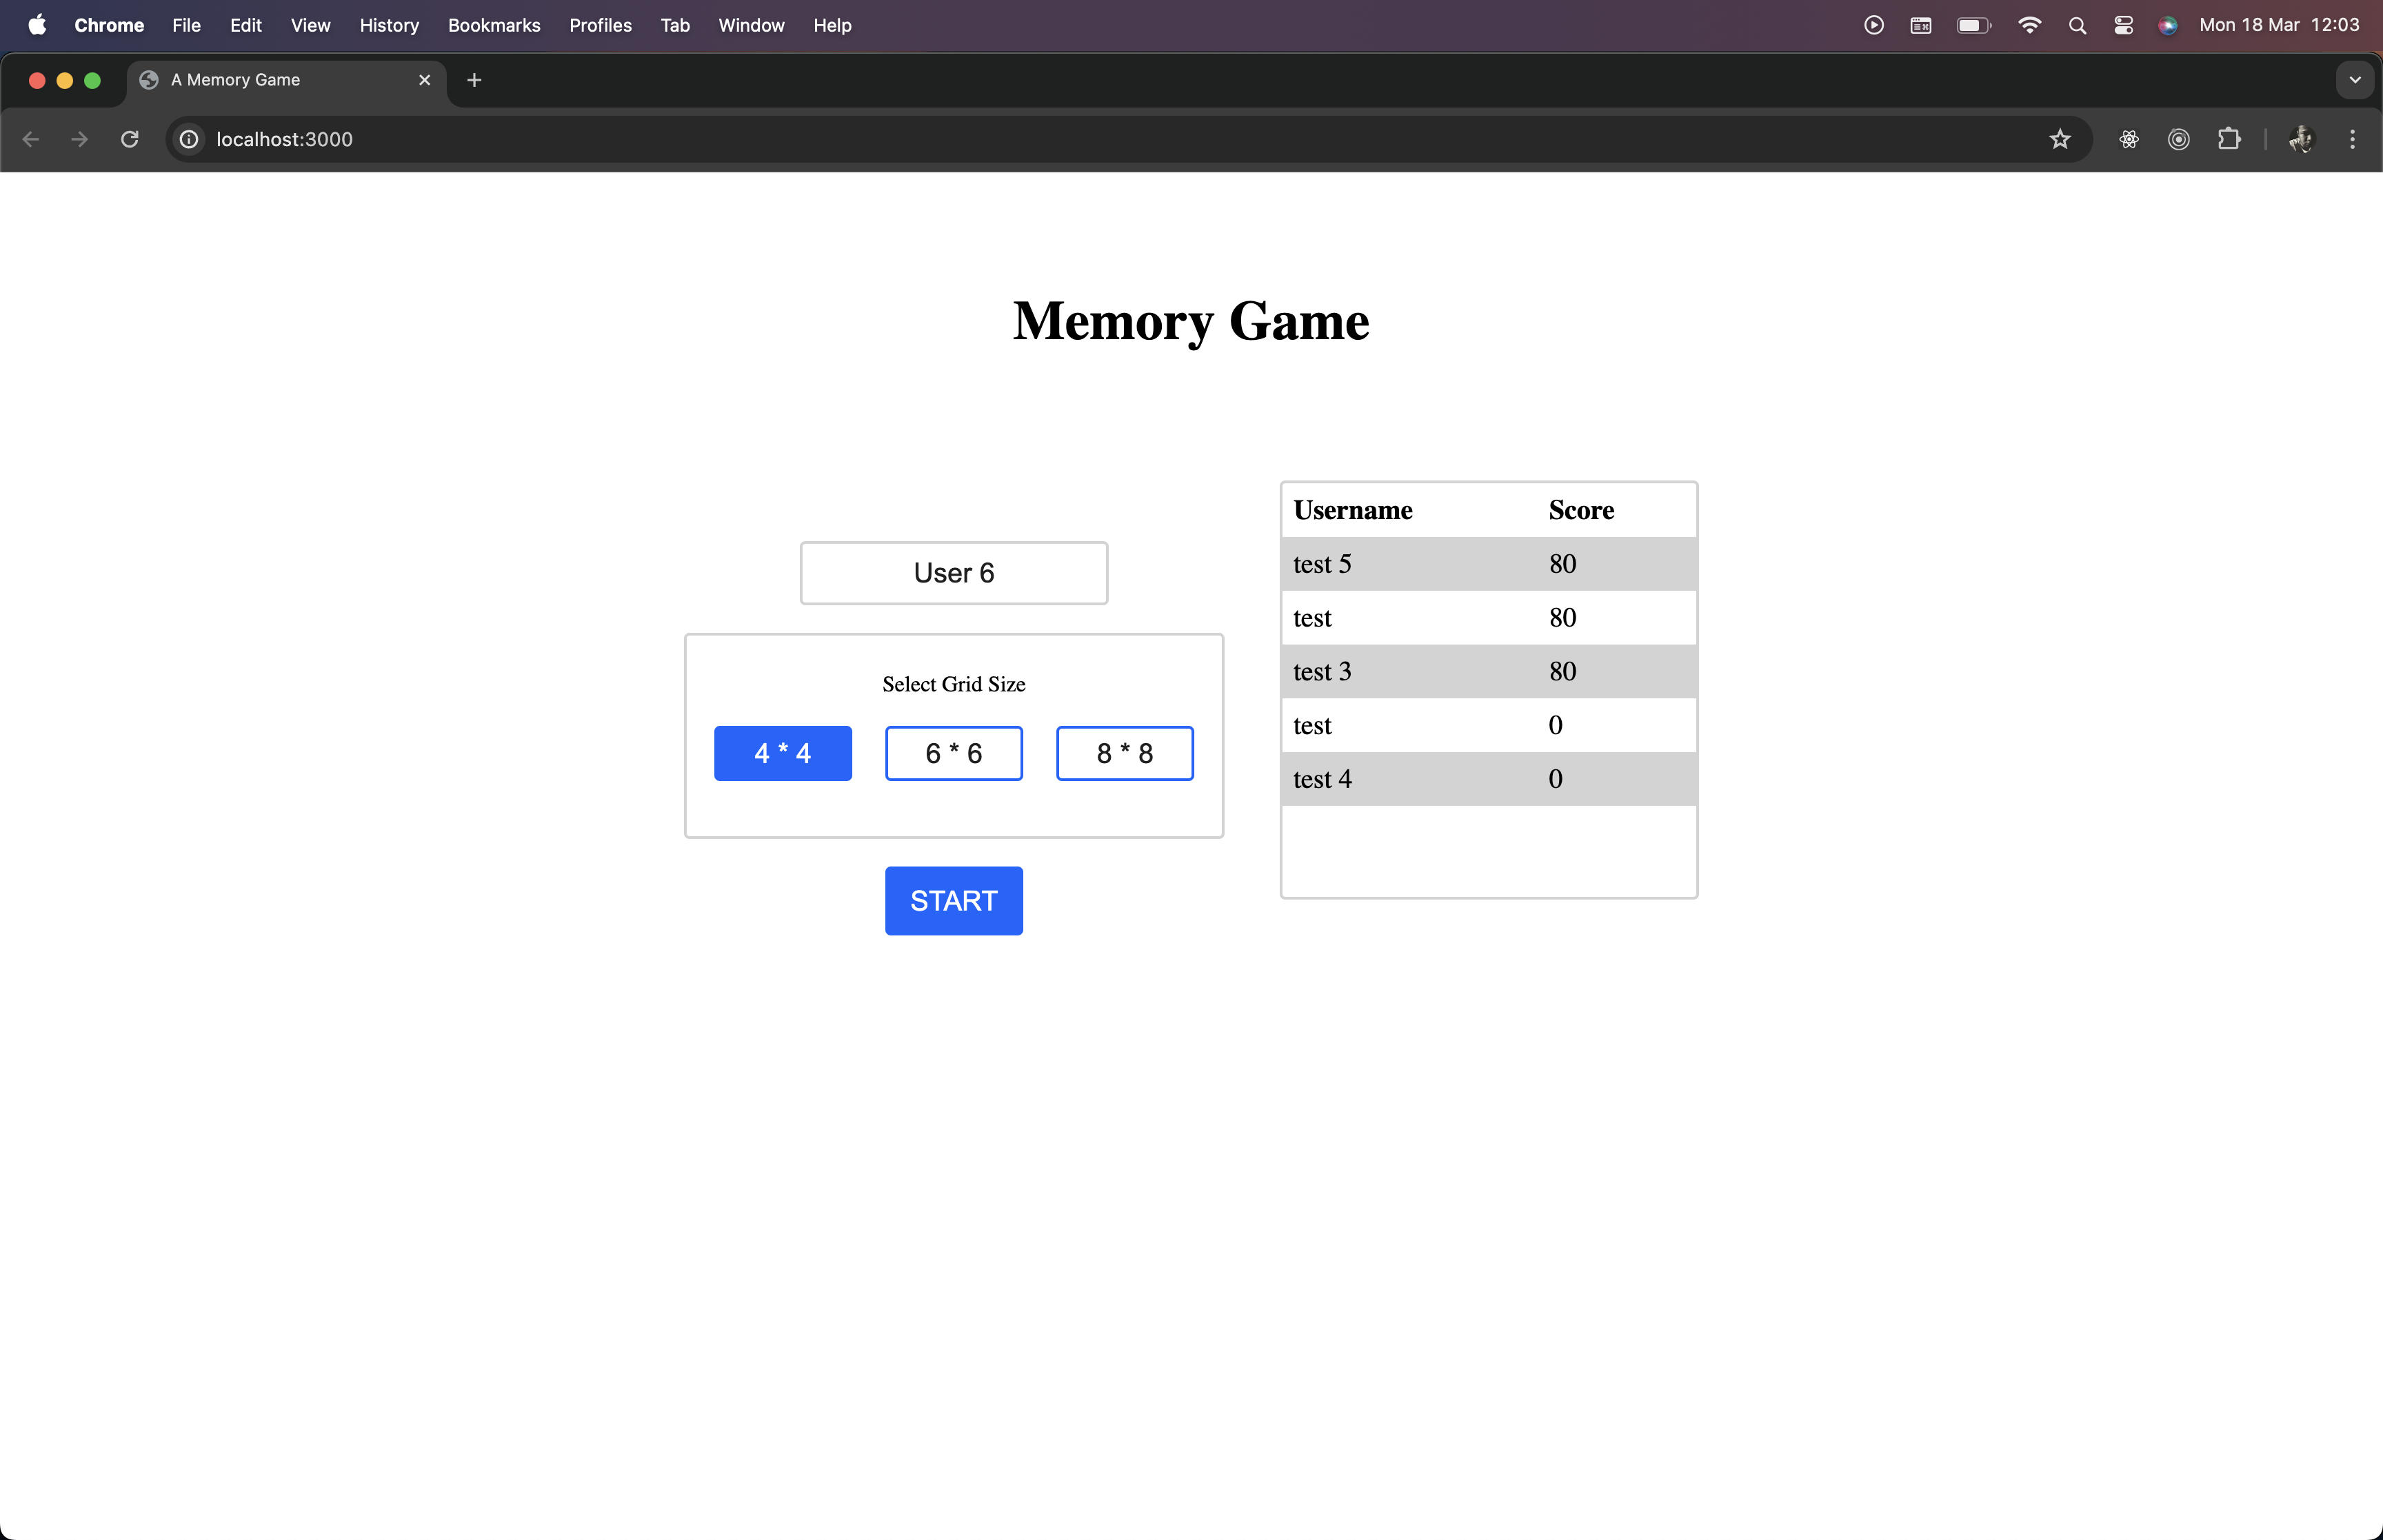 Chrome File Edit View History Bookmarks Profiles Tab Window Help Mon 18 Mar 12:03
A Memory Game
localhost:3000
Memory Game
User 6
Select Grid Size
4 * 4 6 * 6 8 * 8
START
Username Score
test 5 80
test 80
test 3 80
test 0
test 4 0